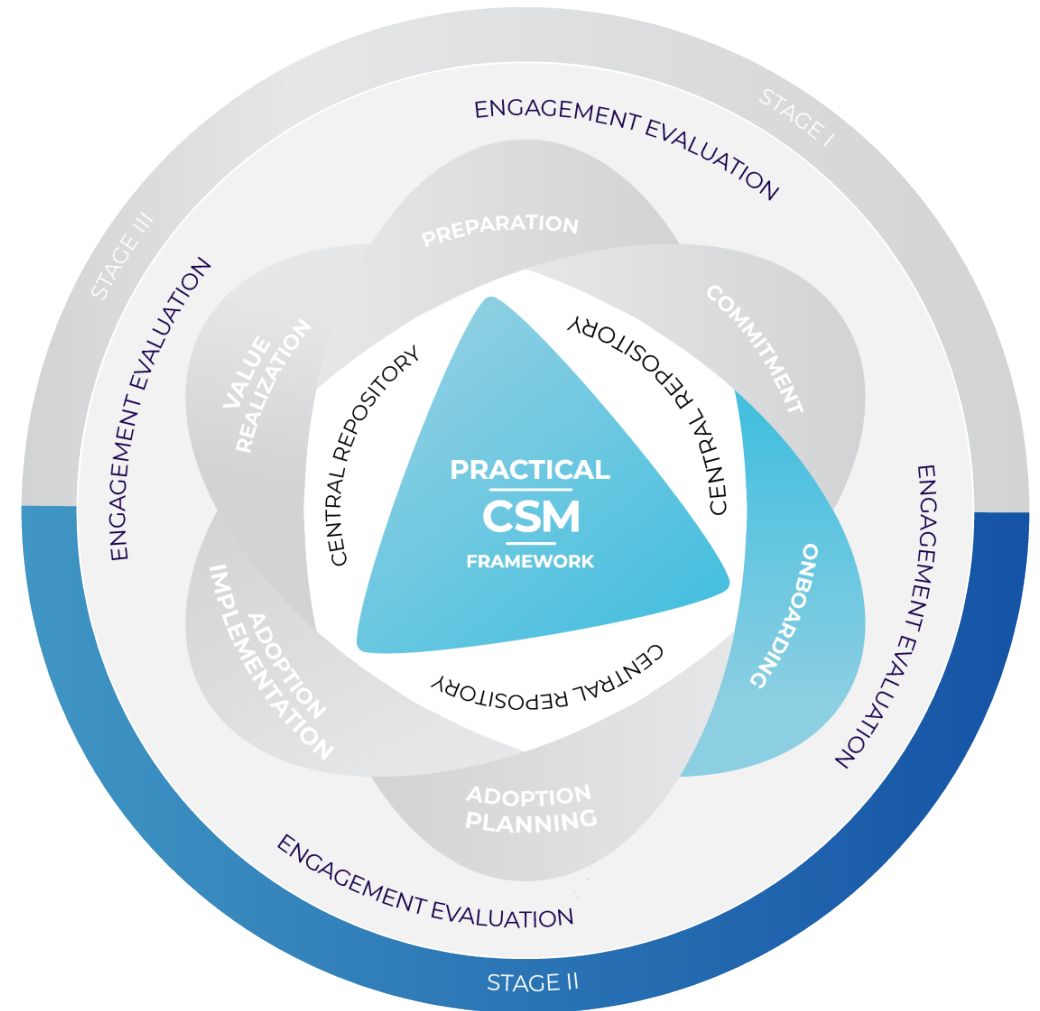 STAGE I
STAGE II
STAGE III
ENGAGEMENT EVALUATION
ENGAGEMENT EVALUATION
ENGAGEMENT EVALUATION
ENGAGEMENT EVALUATION
PREPARATION
COMMITMENT
ONBOARDING
ADOPTION
PLANNING
ADOPTION
IMPLEMENTATION
VALUE
REALIZATION
CENTRAL REPOSITORY
CENTRAL REPOSITORY
CENTRAL REPOSITORY
PRACTICAL
CSM
FRAMEWORK